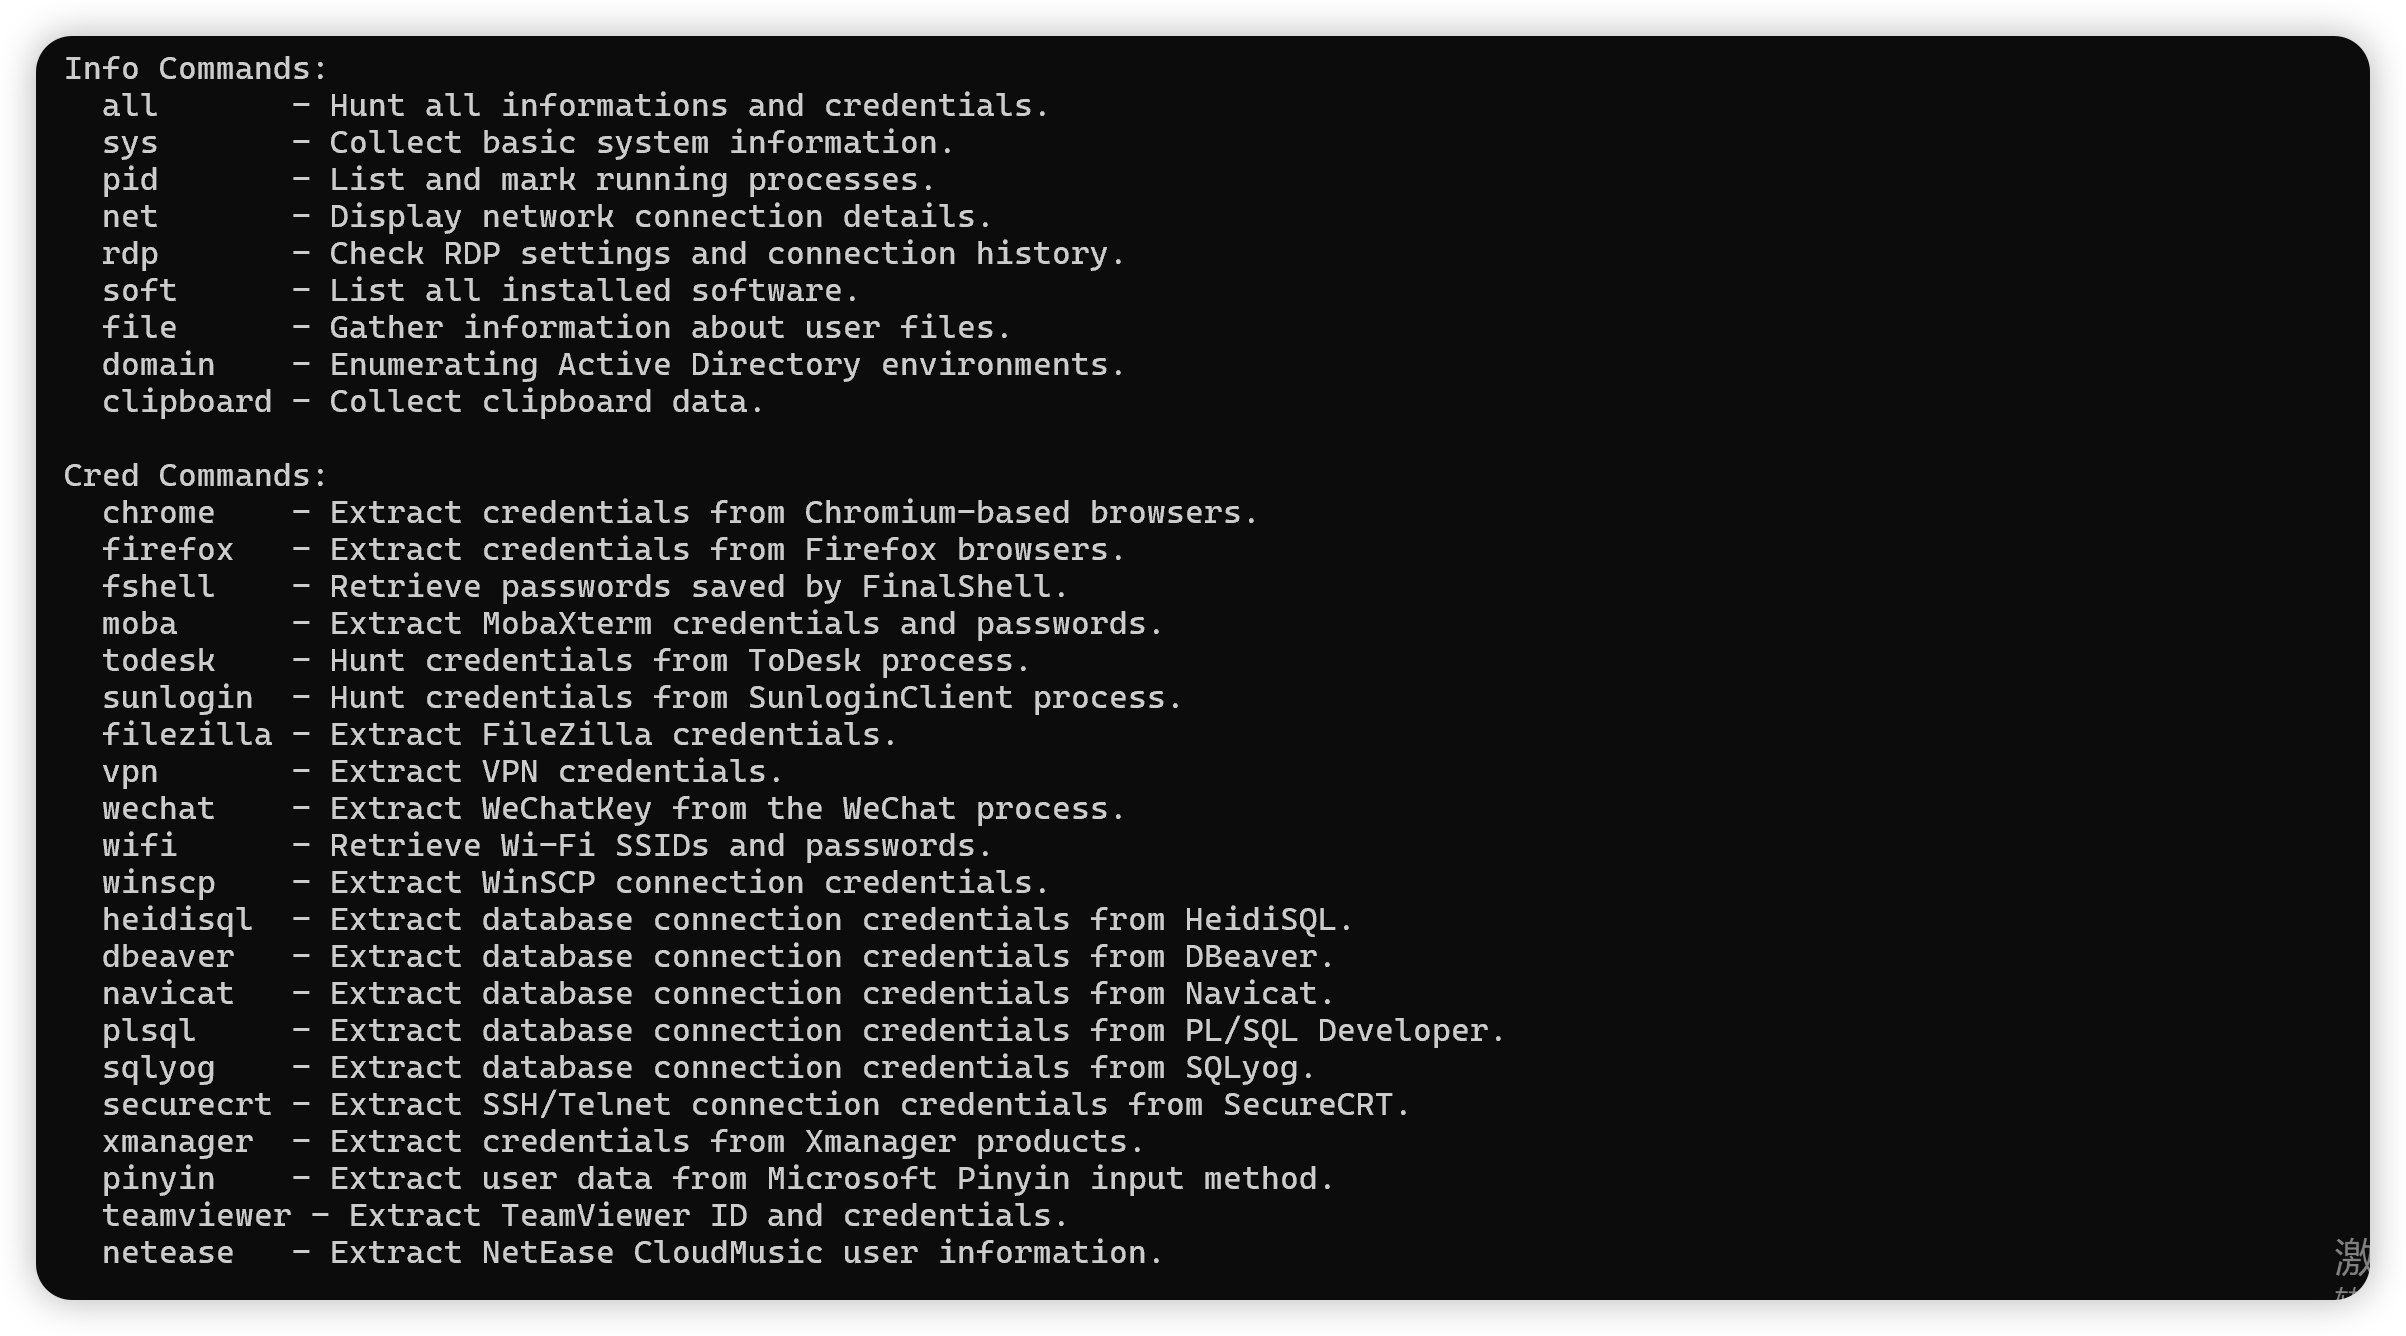 Info Commands:
  all       - Hunt all informations and credentials.
  sys       - Collect basic system information.
  pid       - List and mark running processes.
  net       - Display network connection details.
  rdp       - Check RDP settings and connection history.
  soft      - List all installed software.
  file      - Gather information about user files.
  domain    - Enumerating Active Directory environments.
  clipboard - Collect clipboard data.

Cred Commands:
  chrome    - Extract credentials from Chromium-based browsers.
  firefox   - Extract credentials from Firefox browsers.
  fshell    - Retrieve passwords saved by FinalShell.
  moba      - Extract MobaXterm credentials and passwords.
  todesk    - Hunt credentials from ToDesk process.
  sunlogin  - Hunt credentials from SunloginClient process.
  filezilla - Extract FileZilla credentials.
  vpn       - Extract VPN credentials.
  wechat    - Extract WeChatKey from the WeChat process.
  wifi      - Retrieve Wi-Fi SSIDs and passwords.
  winscp    - Extract WinSCP connection credentials.
  heidisql  - Extract database connection credentials from HeidiSQL.
  dbeaver   - Extract database connection credentials from DBeaver.
  navicat   - Extract database connection credentials from Navicat.
  plsql     - Extract database connection credentials from PL/SQL Developer.
  sqlyog    - Extract database connection credentials from SQLyog.
  securecrt - Extract SSH/Telnet connection credentials from SecureCRT.
  xmanager  - Extract credentials from Xmanager products.
  pinyin    - Extract user data from Microsoft Pinyin input method.
  teamviewer - Extract TeamViewer ID and credentials.
  netease   - Extract NetEase CloudMusic user information.
激